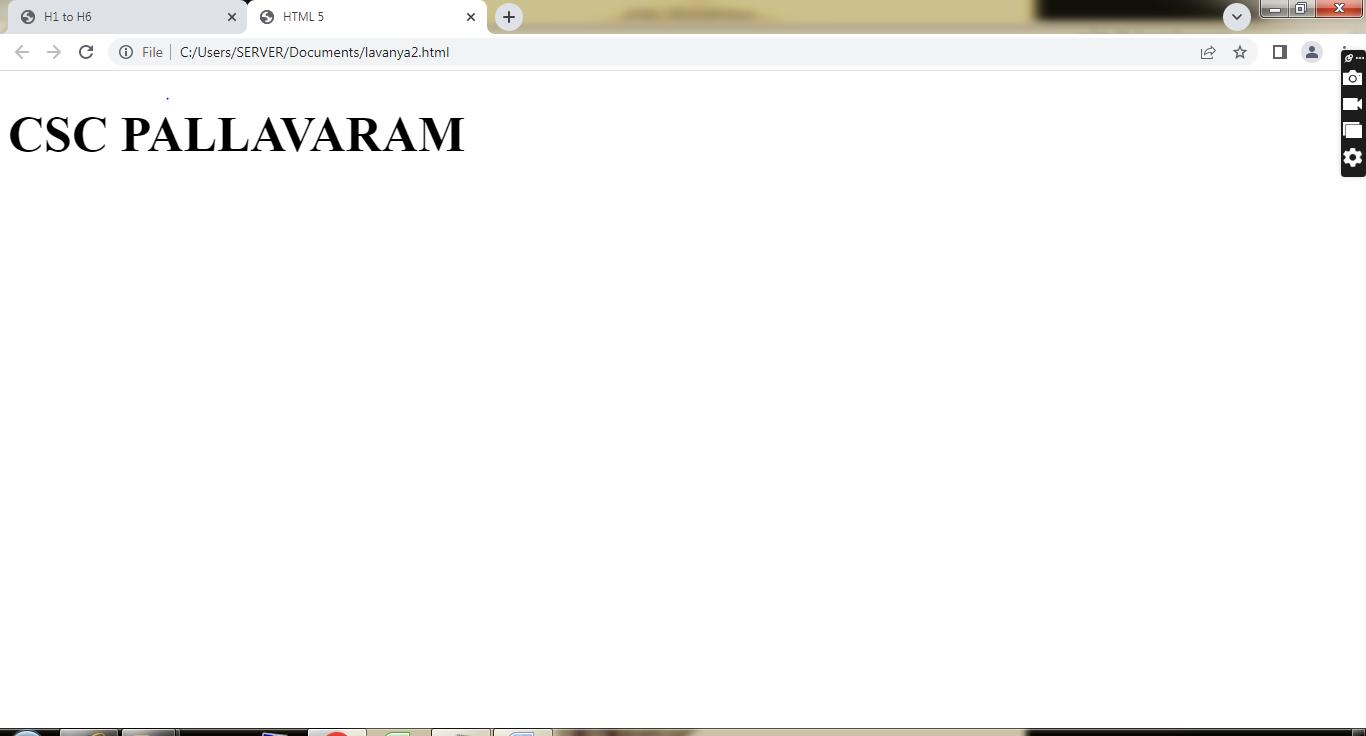 H1 to H6
HTML 5
File
C:/Users/SERVER/Documents/lavanya2.html
CSC PALLAVARAM